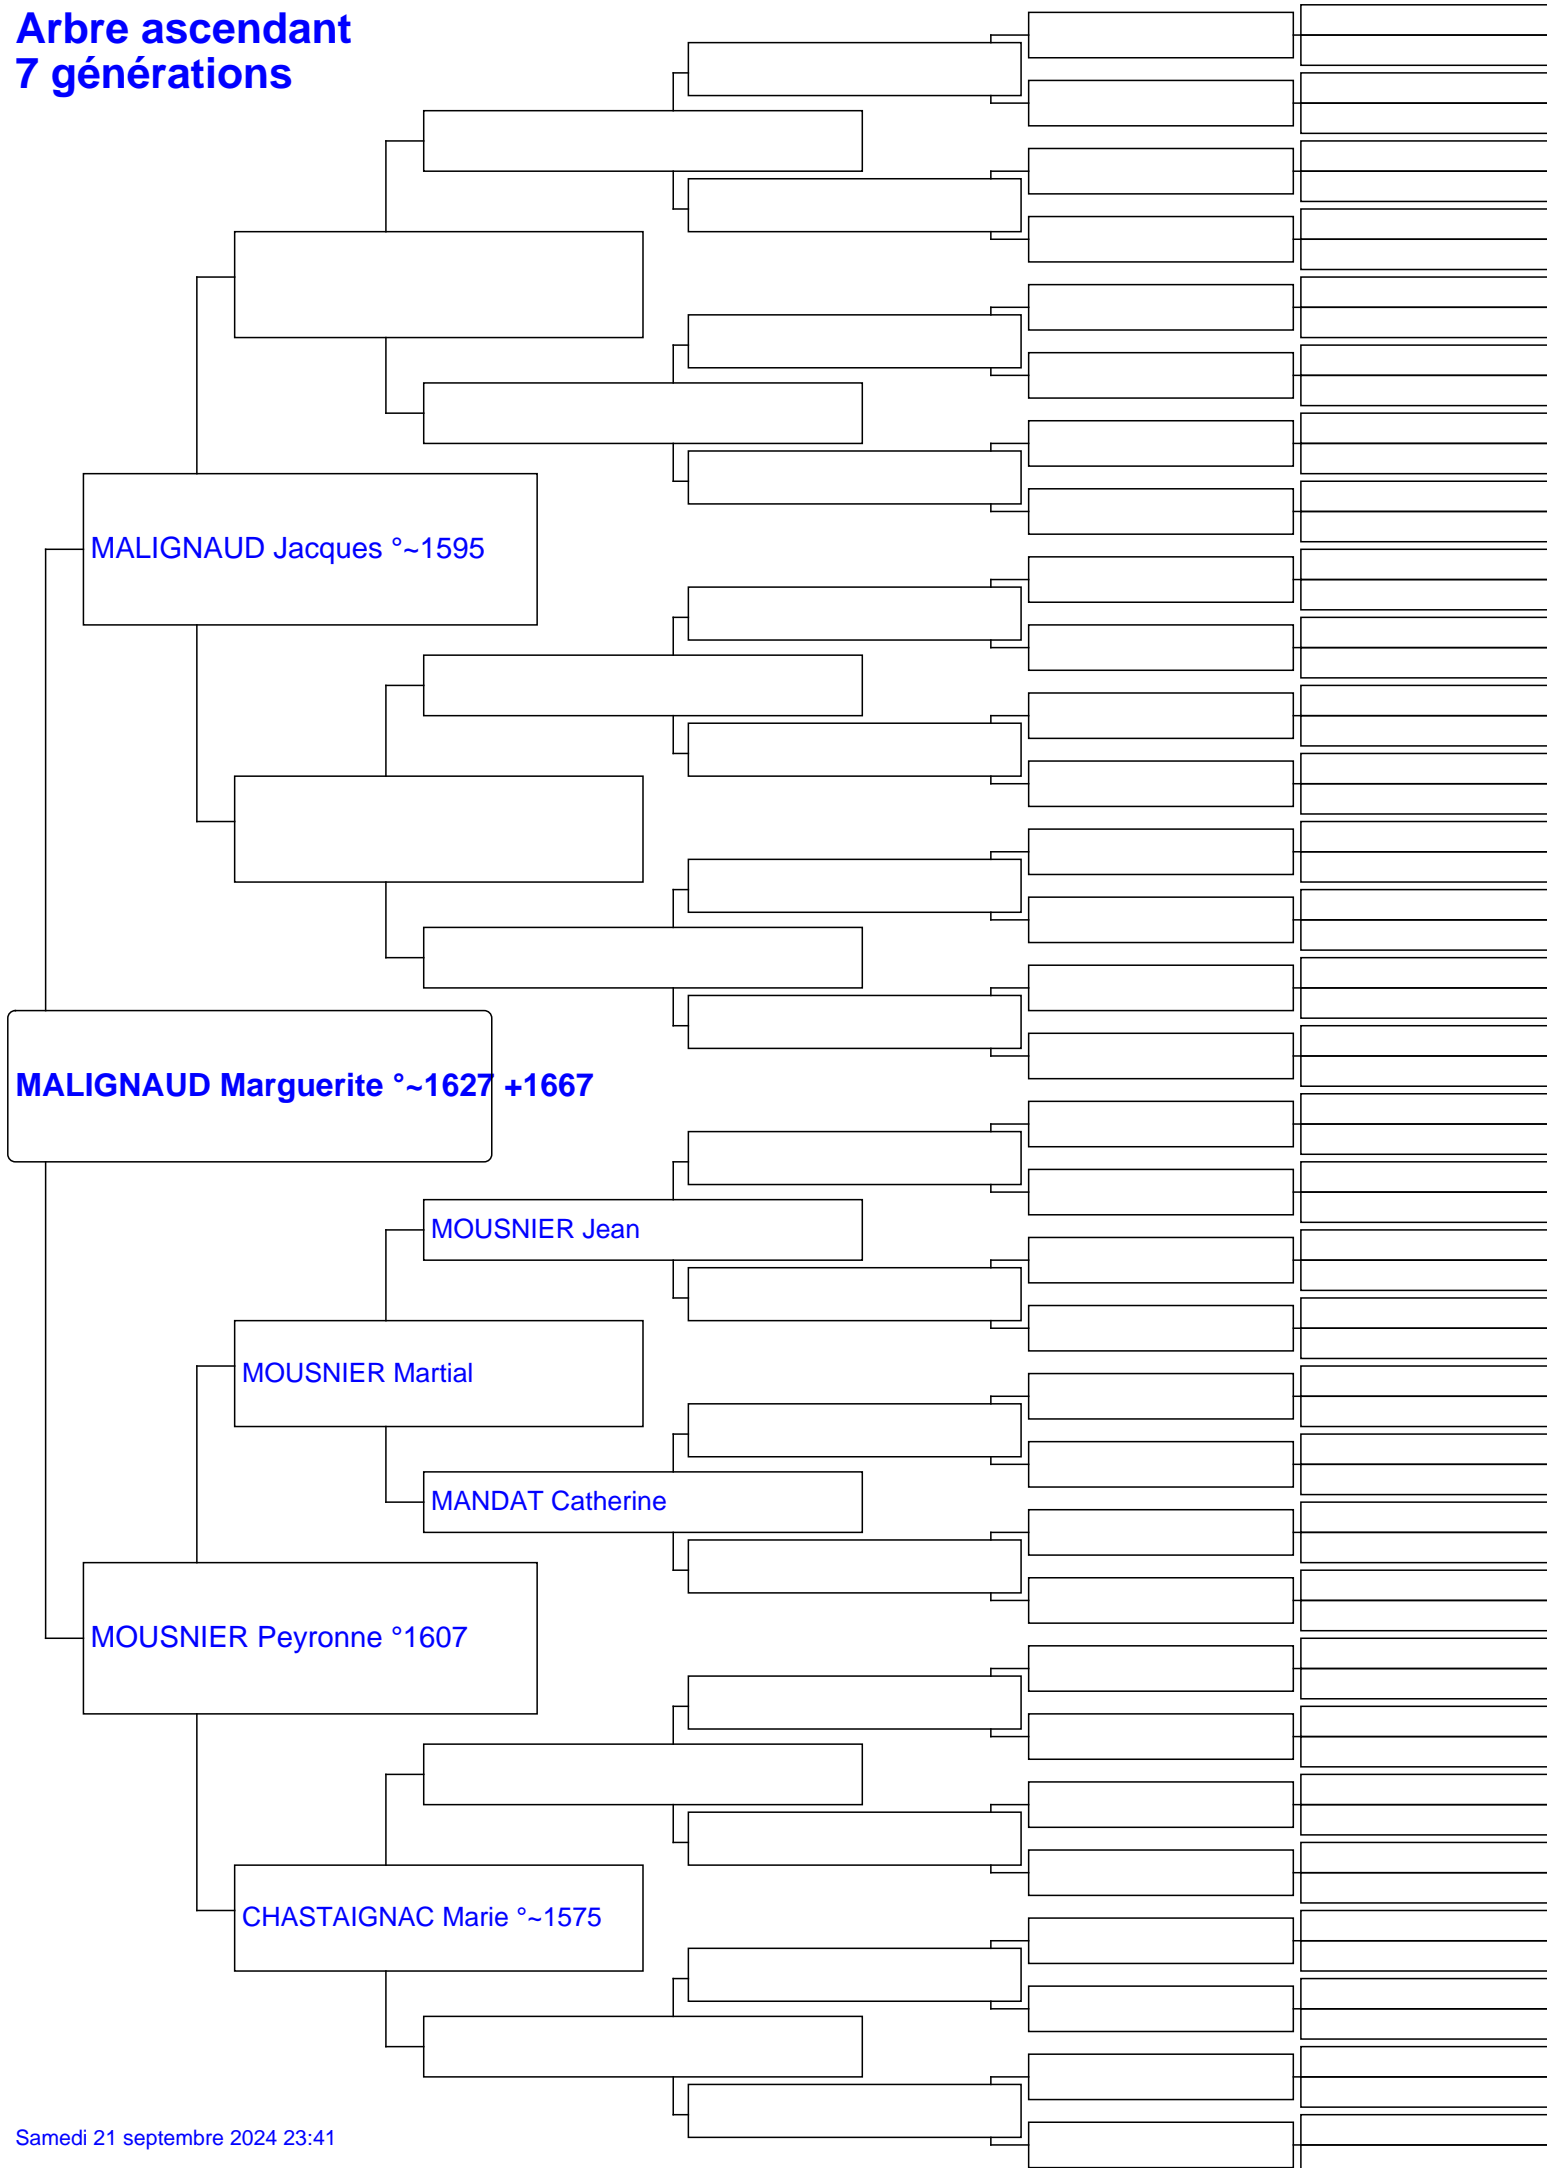 Arbre ascendant
7 générations
MALIGNAUD Jacques °~1595
MALIGNAUD Marguerite °~1627 +1667
MOUSNIER Jean
MOUSNIER Martial
MANDAT Catherine
MOUSNIER Peyronne °1607
CHASTAIGNAC Marie °~1575
Samedi 21 septembre 2024 23:41